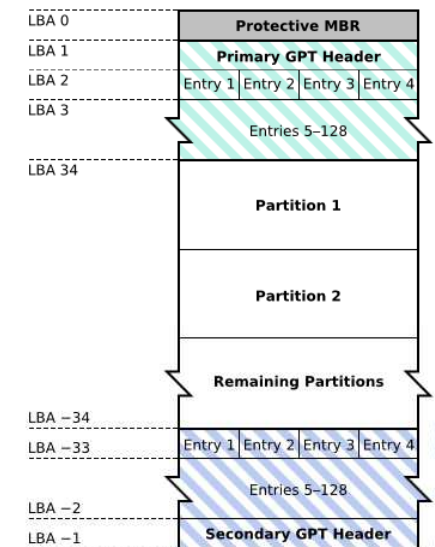 LBA 0
Protective MBR
LBA 1
Primary GPT Header
LBA 2
Entry 1 Entry 2 Entry 3 Entry 4
LBA 3
Entries 5–128
LBA 34
Partition 1
Partition 2
Remaining Partitions
LBA −34
LBA −33
Entry 1 Entry 2 Entry 3 Entry 4
Entries 5–128
LBA −2
LBA −1
Secondary GPT Header